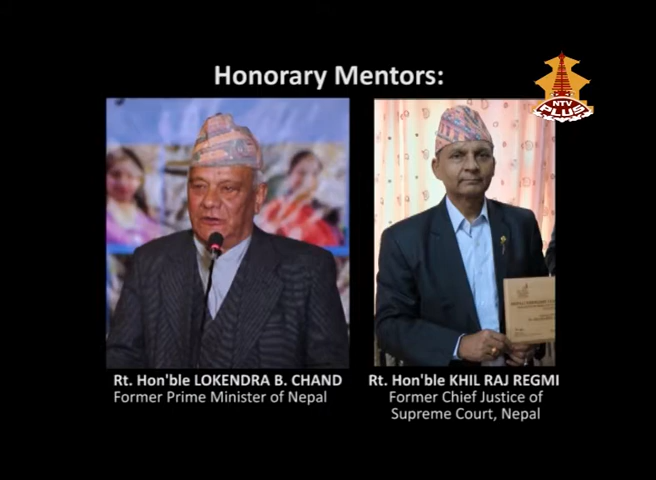 Honorary Mentors:
NTV
PLUS
Rt. Hon'ble LOKENDRA B. CHAND
Former Prime Minister of Nepal
Rt. Hon'ble KHIL RAJ REGMI
Former Chief Justice of
Supreme Court, Nepal